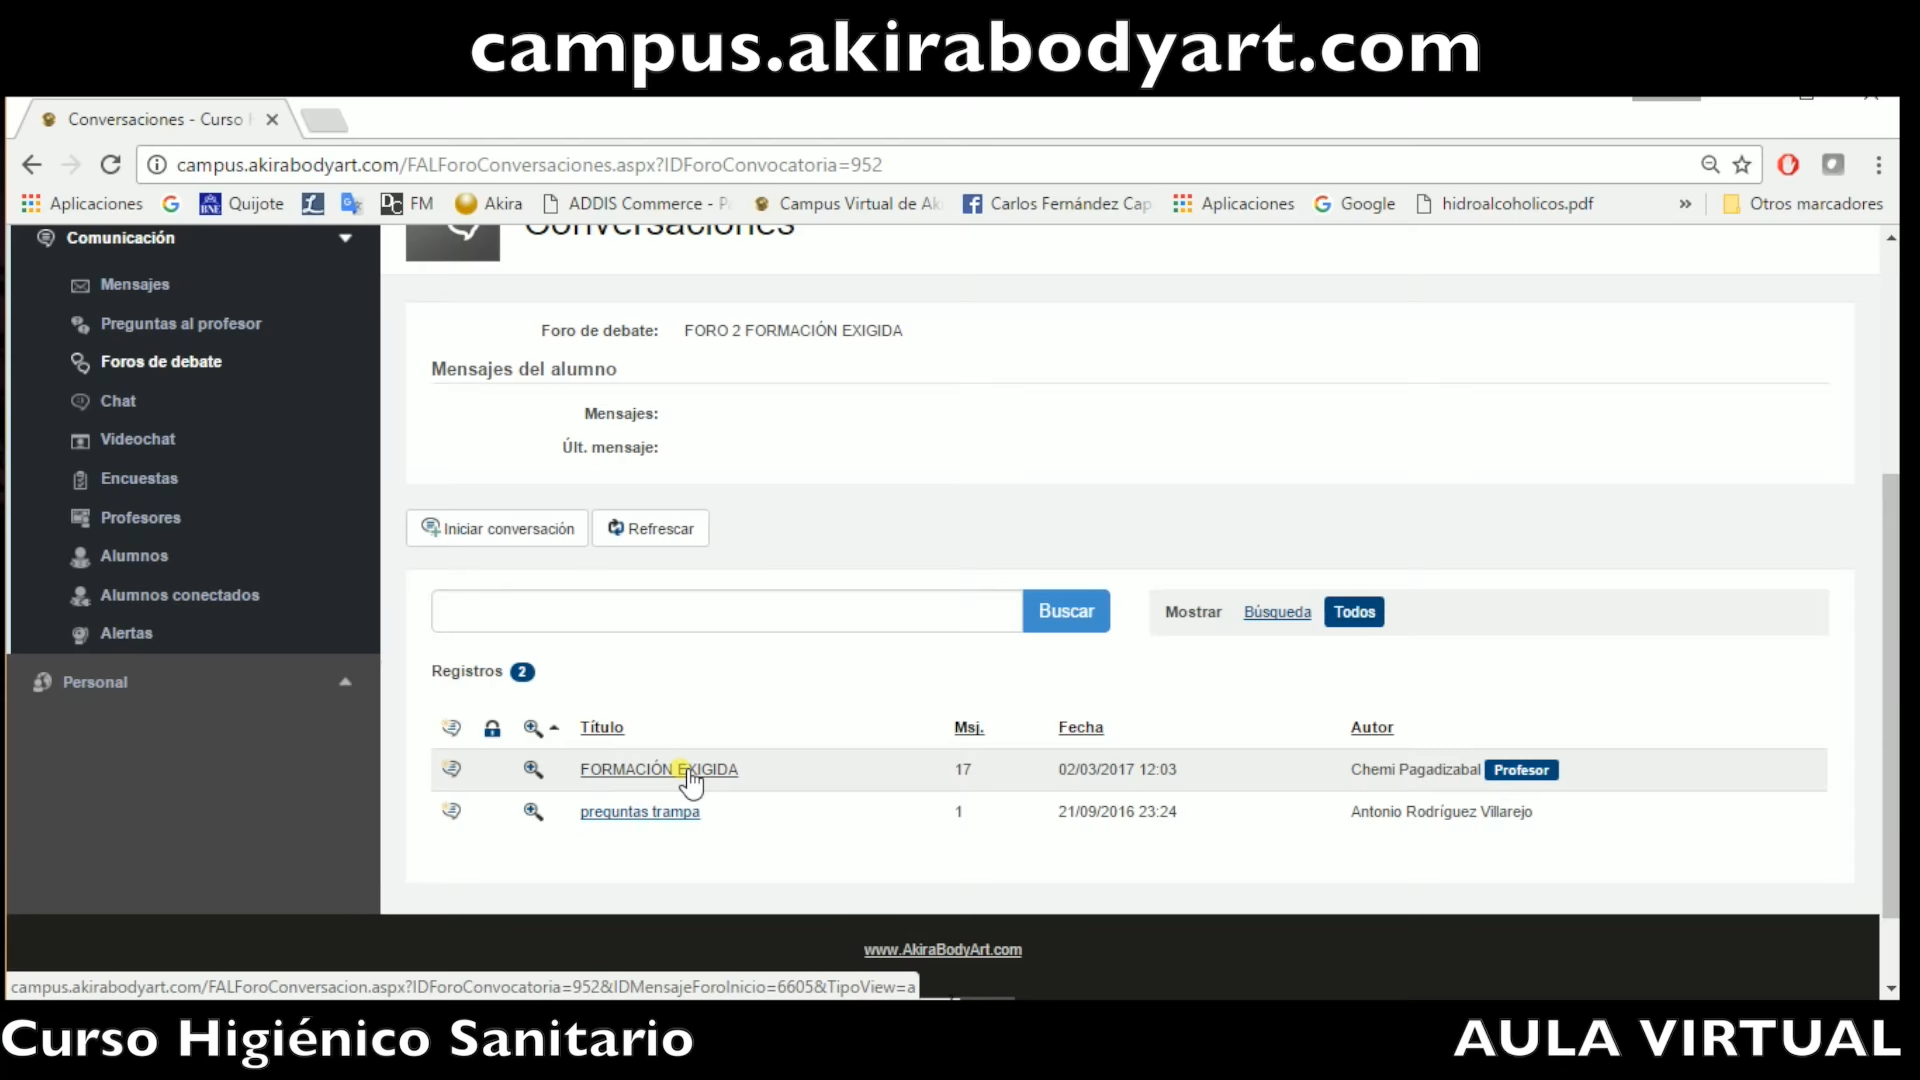 campus.akirabodyart.com
Conversaciones - Curso
campus.akirabodyart.com/FALForoConversaciones.aspx?IDForoConvocatoria=952
Aplicaciones
Quijote
FM
Akira
ADDIS Commerce - P
Campus Virtual de Ak
Carlos Fernández Cap
Aplicaciones
Google
hidroalcoholicos.pdf
»
Otros marcadores
Comunicación
Mensajes
Preguntas al profesor
Foros de debate
Chat
Videochat
Encuestas
Profesores
Alumnos
Alumnos conectados
Alertas
Personal
Conversaciones
Foro de debate: FORO 2 FORMACIÓN EXIGIDA
Mensajes del alumno
Mensajes:
Últ. mensaje:
Iniciar conversación Refrescar
Buscar Mostrar Búsqueda Todos
Registros 2
Título Msj. Fecha Autor
FORMACIÓN EXIGIDA 17 02/03/2017 12:03 Chemi Pagadizabal Profesor
preguntas trampa 1 21/09/2016 23:24 Antonio Rodríguez Villarejo
www.AkiraBodyArt.com
campus.akirabodyart.com/FALForoConversacion.aspx?IDForoConvocatoria=952&IDMensajeForoInicio=6605&TipoView=a
Curso Higiénico Sanitario
AULA VIRTUAL